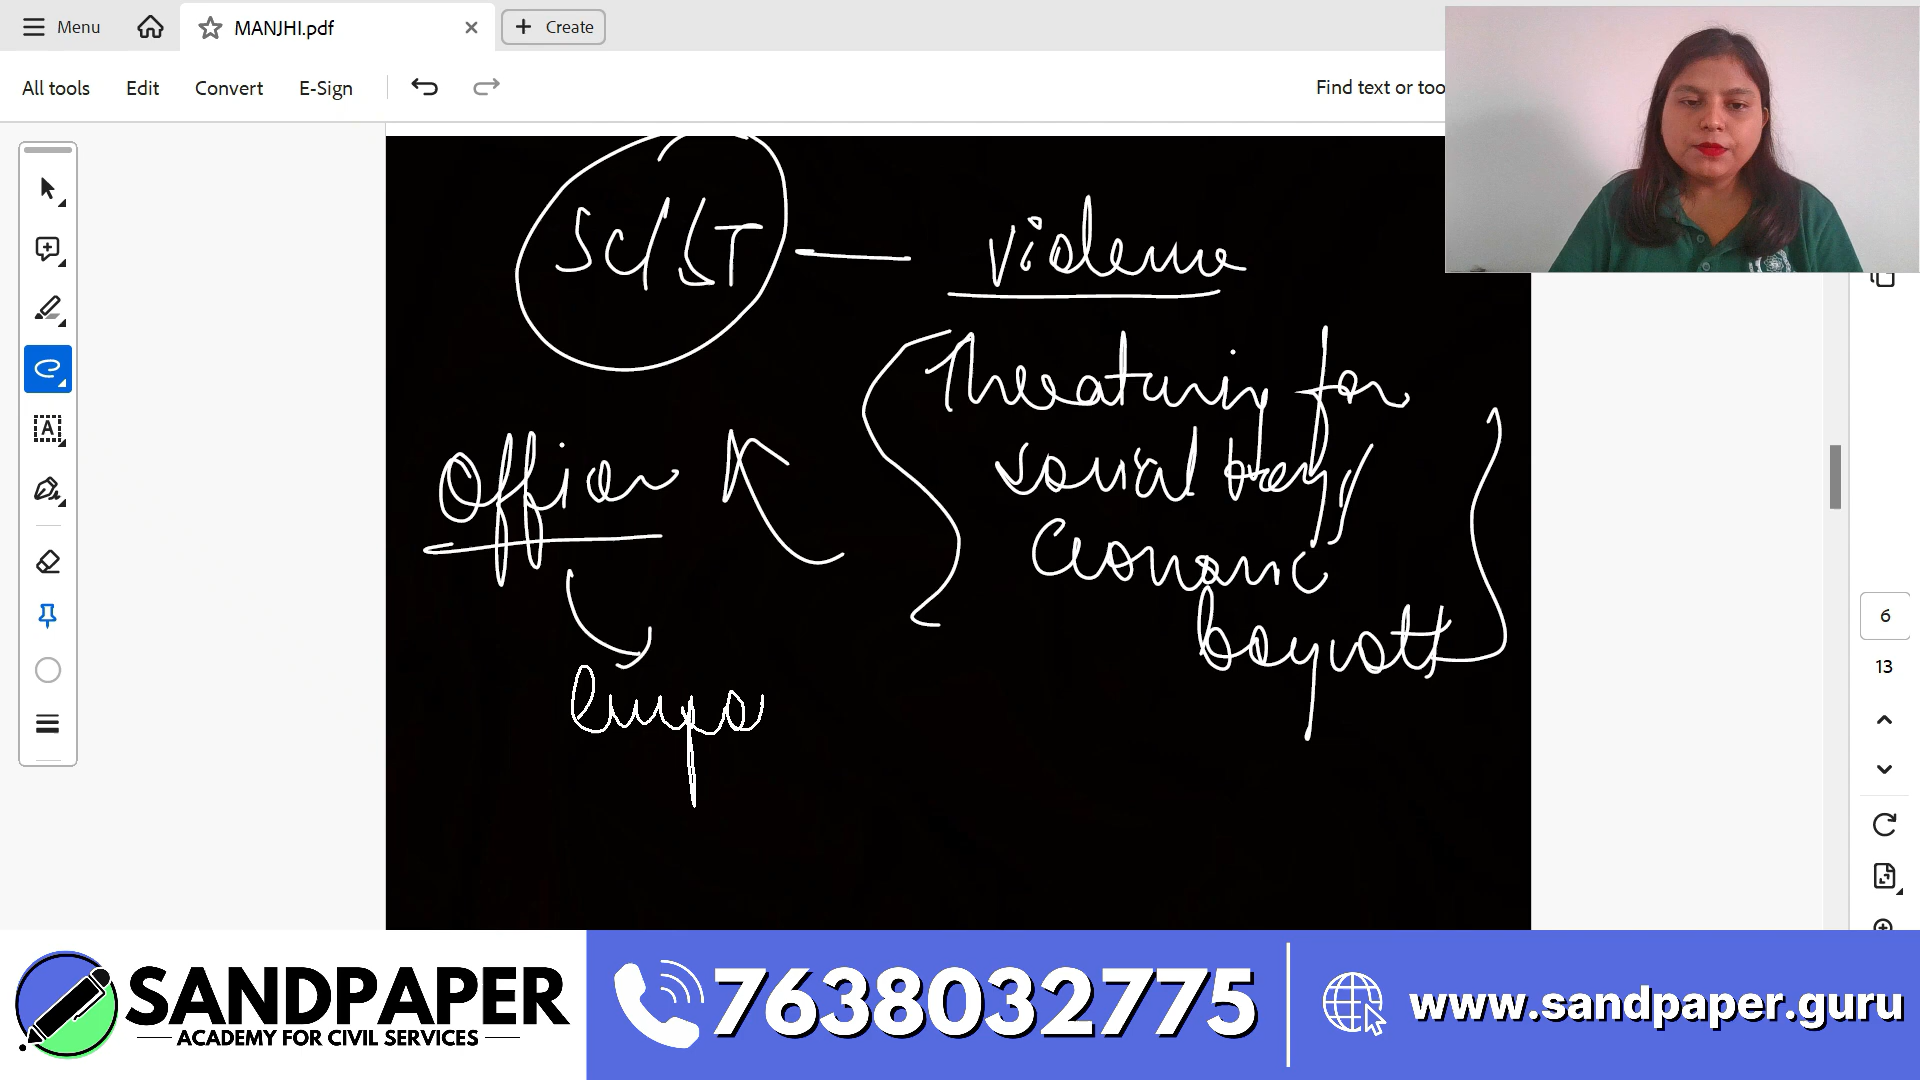 Menu
MANJHI.pdf
Create
All tools
Edit
Convert
E-Sign
Find text or too
SC/ST — Violence
Threatening for
social
Economic
boycott
Officer
6
13
SANDPAPER
ACADEMY FOR CIVIL SERVICES
7638032775
www.sandpaper.guru